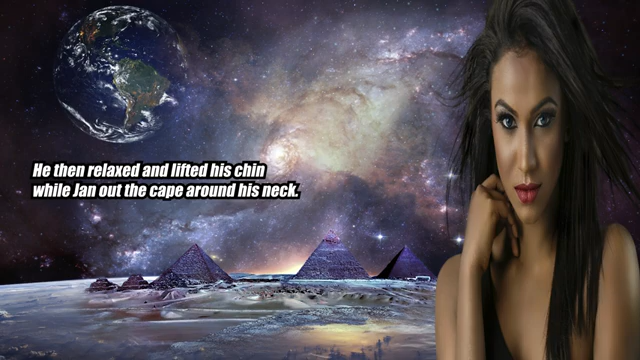 He then relaxed and lifted his chin
while Jan out the cape around his neck.